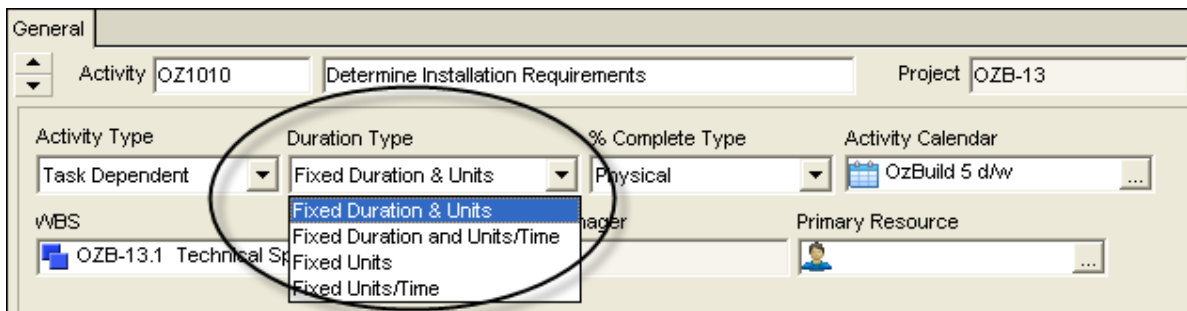 General
Activity OZ1010 Determine Installation Requirements Project OZB-13
Activity Type Duration Type % Complete Type Activity Calendar
Task Dependent Fixed Duration & Units Physical OzBuild 5 d/w ...
Fixed Duration & Units
WBS nager Primary Resource
Fixed Duration and Units/Time
OZB-13.1 Technical Sp ...
Fixed Units
Fixed Units/Time